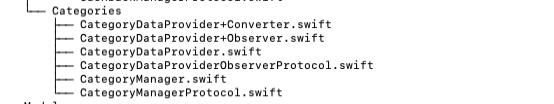 └── Categories
├── CategoryDataProvider+Converter.swift
├── CategoryDataProvider+Observer.swift
├── CategoryDataProvider.swift
├── CategoryDataProviderObserverProtocol.swift
├── CategoryManager.swift
└── CategoryManagerProtocol.swift